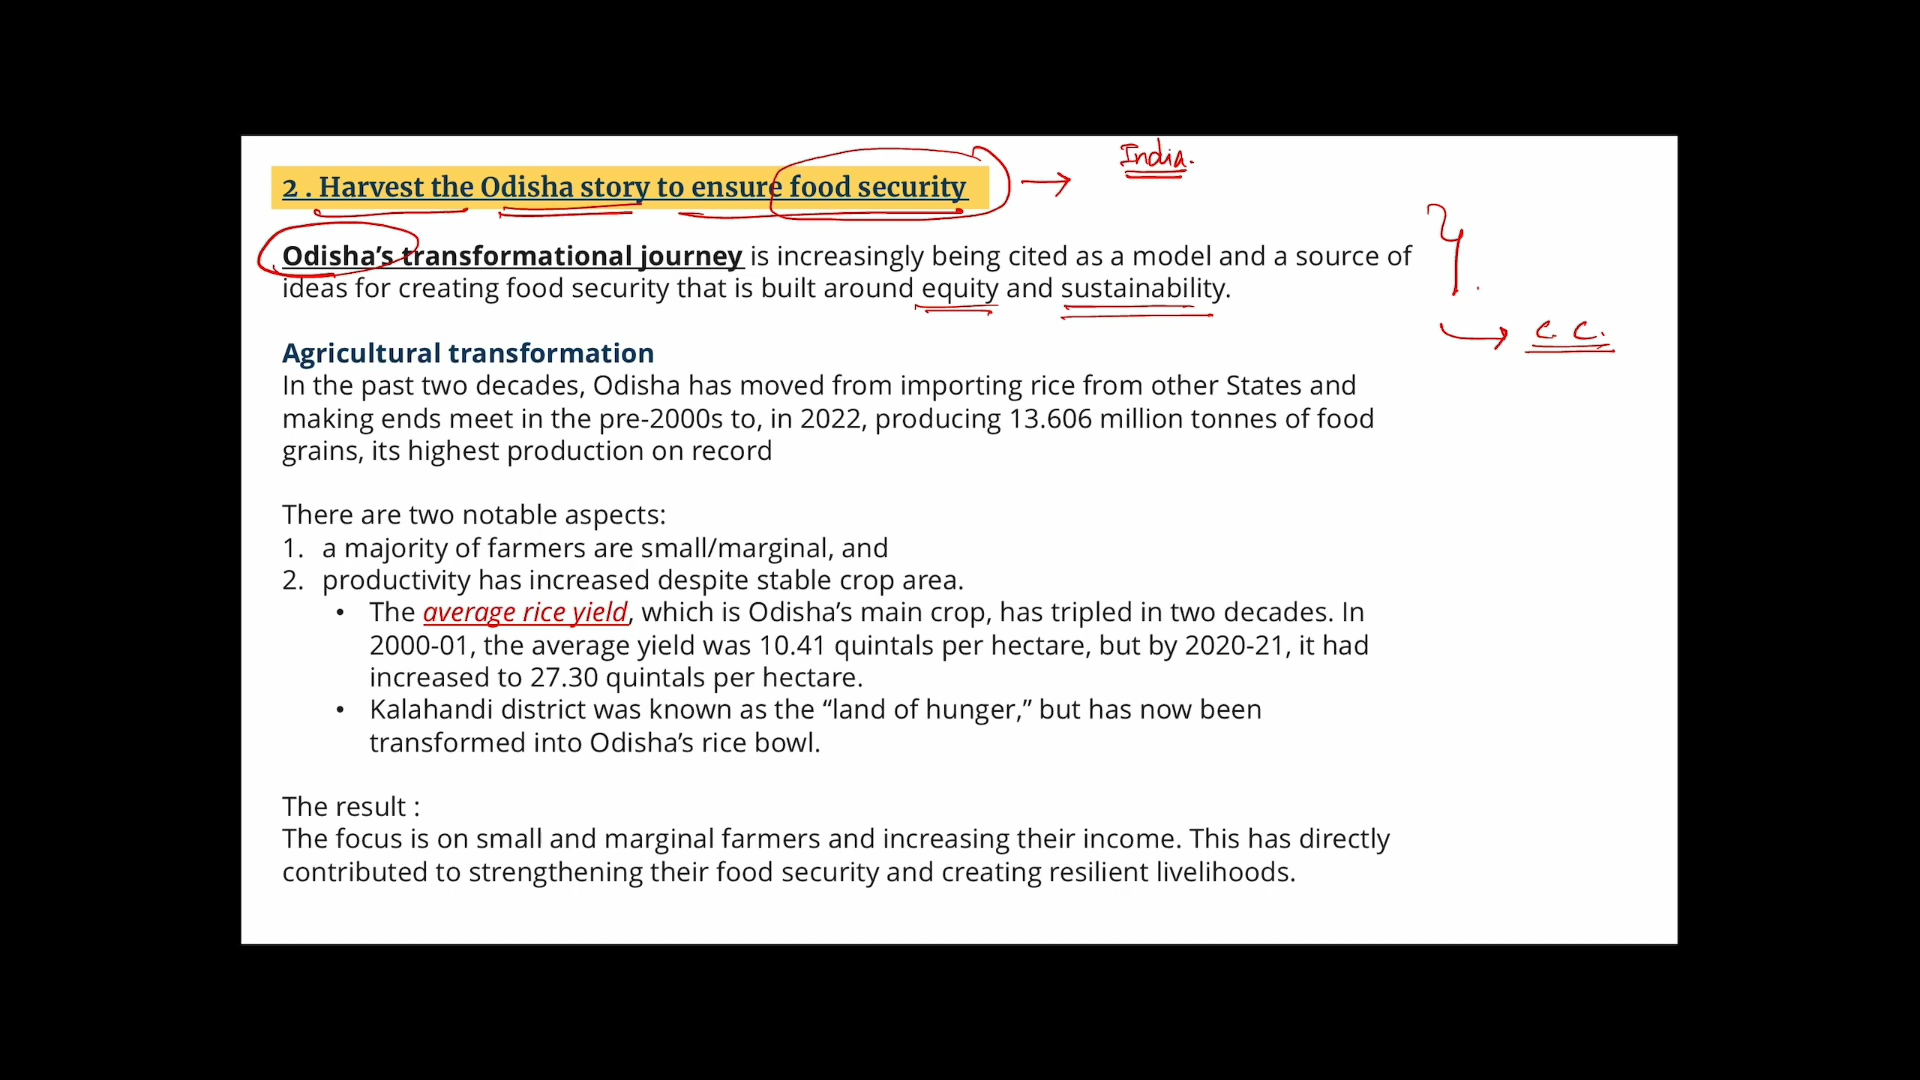 India.
2 . Harvest the Odisha story to ensure food security
Odisha’s transformational journey is increasingly being cited as a model and a source of
ideas for creating food security that is built around equity and sustainability.
C. C.
Agricultural transformation
In the past two decades, Odisha has moved from importing rice from other States and
making ends meet in the pre-2000s to, in 2022, producing 13.606 million tonnes of food
grains, its highest production on record
There are two notable aspects:
1. a majority of farmers are small/marginal, and
2. productivity has increased despite stable crop area.
• The average rice yield, which is Odisha’s main crop, has tripled in two decades. In
2000-01, the average yield was 10.41 quintals per hectare, but by 2020-21, it had
increased to 27.30 quintals per hectare.
• Kalahandi district was known as the “land of hunger,” but has now been
transformed into Odisha’s rice bowl.
The result :
The focus is on small and marginal farmers and increasing their income. This has directly
contributed to strengthening their food security and creating resilient livelihoods.